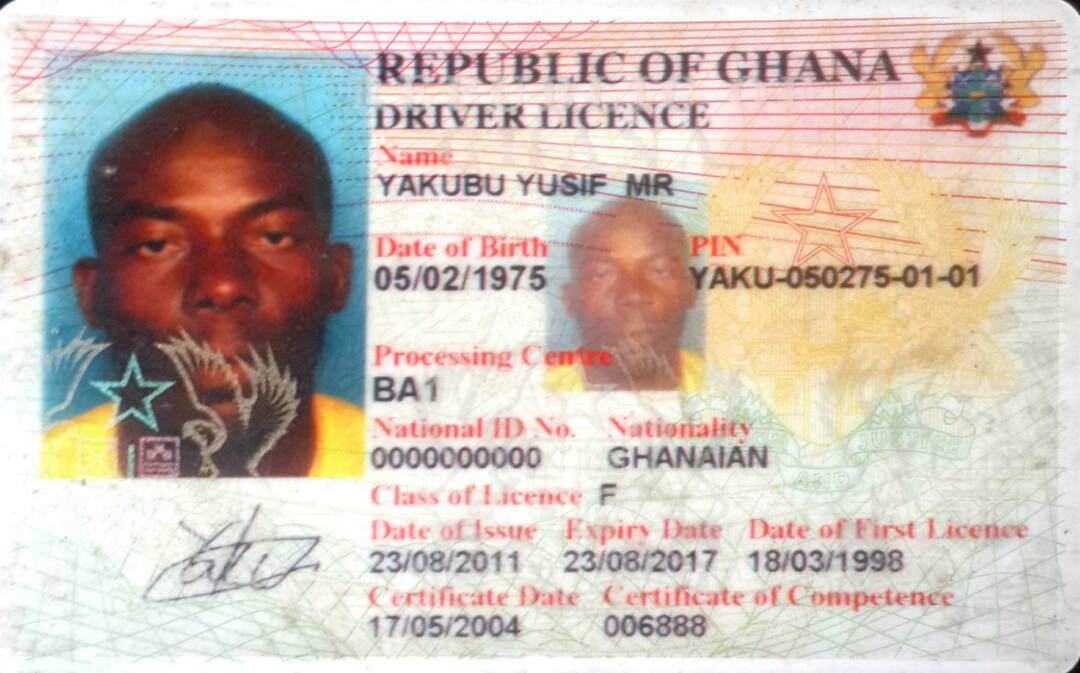 REPUBLIC OF GHANA
DRIVER LICENCE
Name
YAKUBU YUSIF MR
Date of Birth PIN
05/02/1975 YAKU-050275-01-01
Processing Centre
BA1
National ID No. Nationality
0000000000 GHANAIAN
AND JUSTICE
Class of Licence F
Date of Issue Expiry Date Date of First Licence
23/08/2011 23/08/2017 18/03/1998
Certificate Date Certificate of Competence
17/05/2004 006888